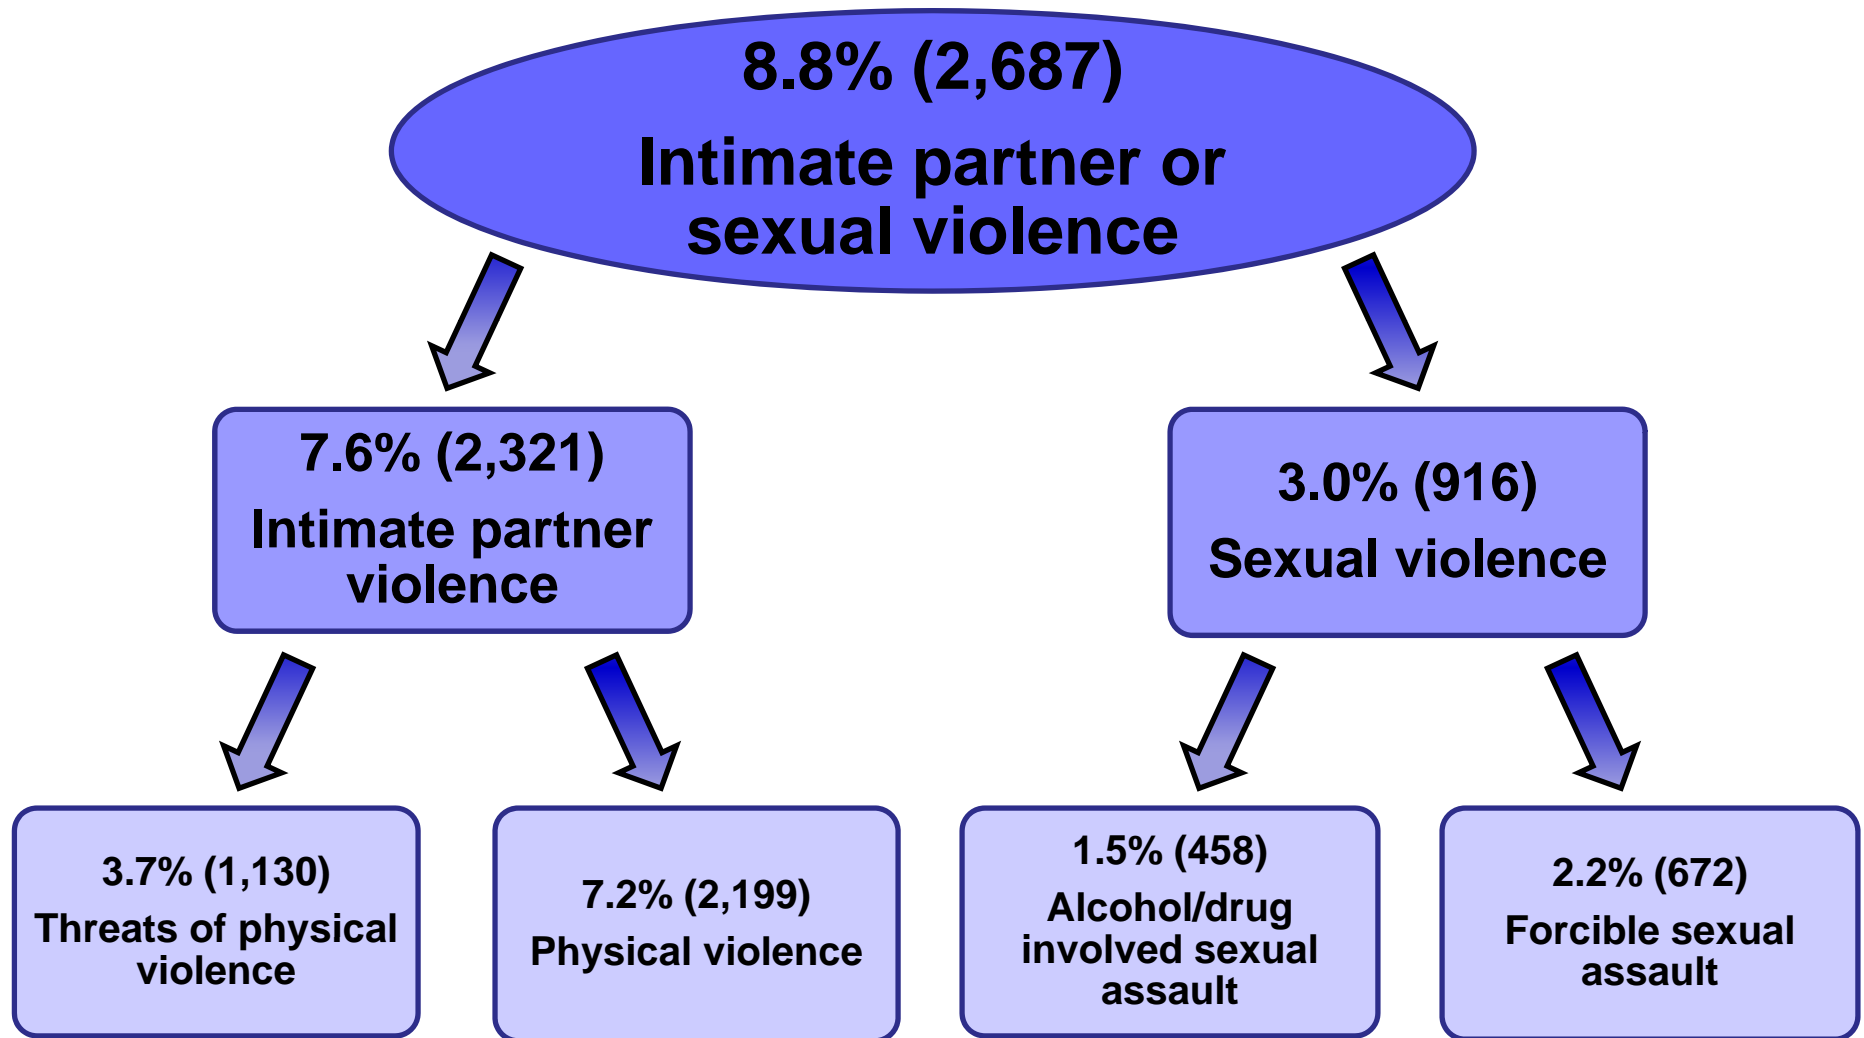 8.8% (2,687)
Intimate partner or
sexual violence
7.6% (2,321)
Intimate partner
violence
3.0% (916)
Sexual violence
3.7% (1,130)
Threats of physical
violence
7.2% (2,199)
Physical violence
1.5% (458)
Alcohol/drug
involved sexual
assault
2.2% (672)
Forcible sexual
assault